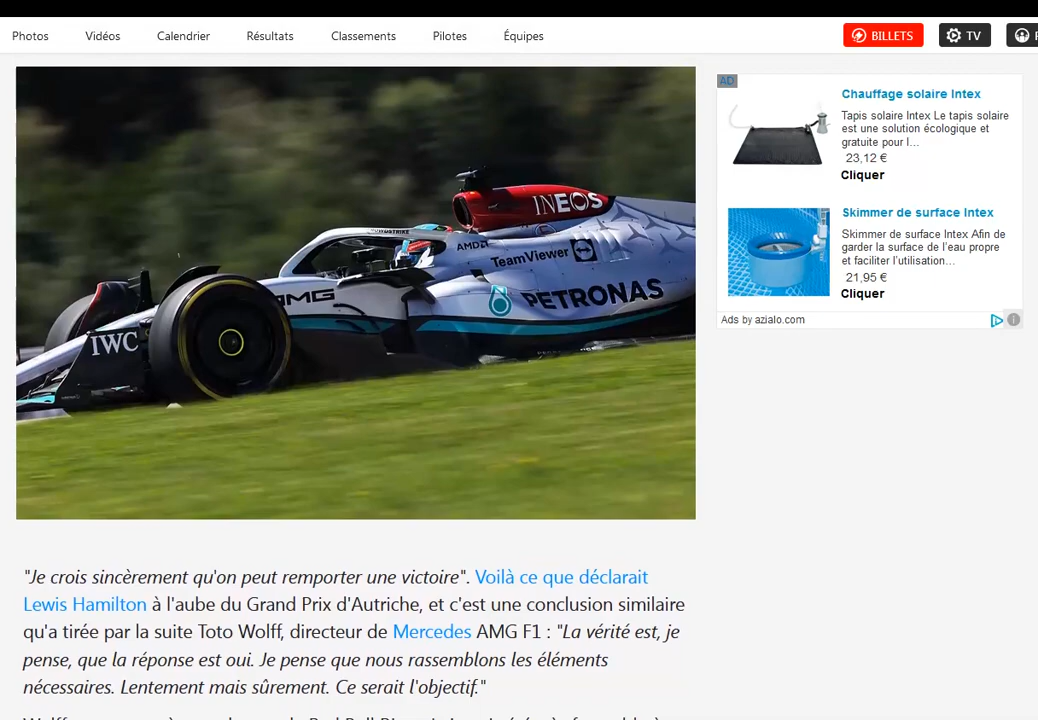 Photos Vidéos Calendrier Résultats Classements Pilotes Équipes BILLETS TV
AD
Chauffage solaire Intex
Tapis solaire Intex Le tapis solaire
est une solution écologique et
gratuite pour l...
23,12 €
Cliquer
Skimmer de surface Intex
Skimmer de surface Intex Afin de
garder la surface de l'eau propre
et faciliter l'utilisation...
21,95 €
Cliquer
Ads by azialo.com
INEOS
AMD
TeamViewer
PETRONAS
AMG
IWC
"Je crois sincèrement qu'on peut remporter une victoire". Voilà ce que déclarait
Lewis Hamilton à l'aube du Grand Prix d'Autriche, et c'est une conclusion similaire
qu'a tirée par la suite Toto Wolff, directeur de Mercedes AMG F1 : "La vérité est, je
pense, que la réponse est oui. Je pense que nous rassemblons les éléments
nécessaires. Lentement mais sûrement. Ce serait l'objectif."